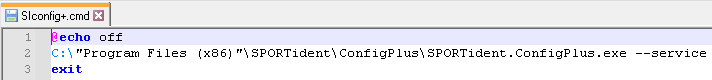 SIconfig+.cmd
1 @echo off
2 C:\"Program Files (x86)"\SPORTident\ConfigPlus\SPORTident.ConfigPlus.exe --service
3 exit